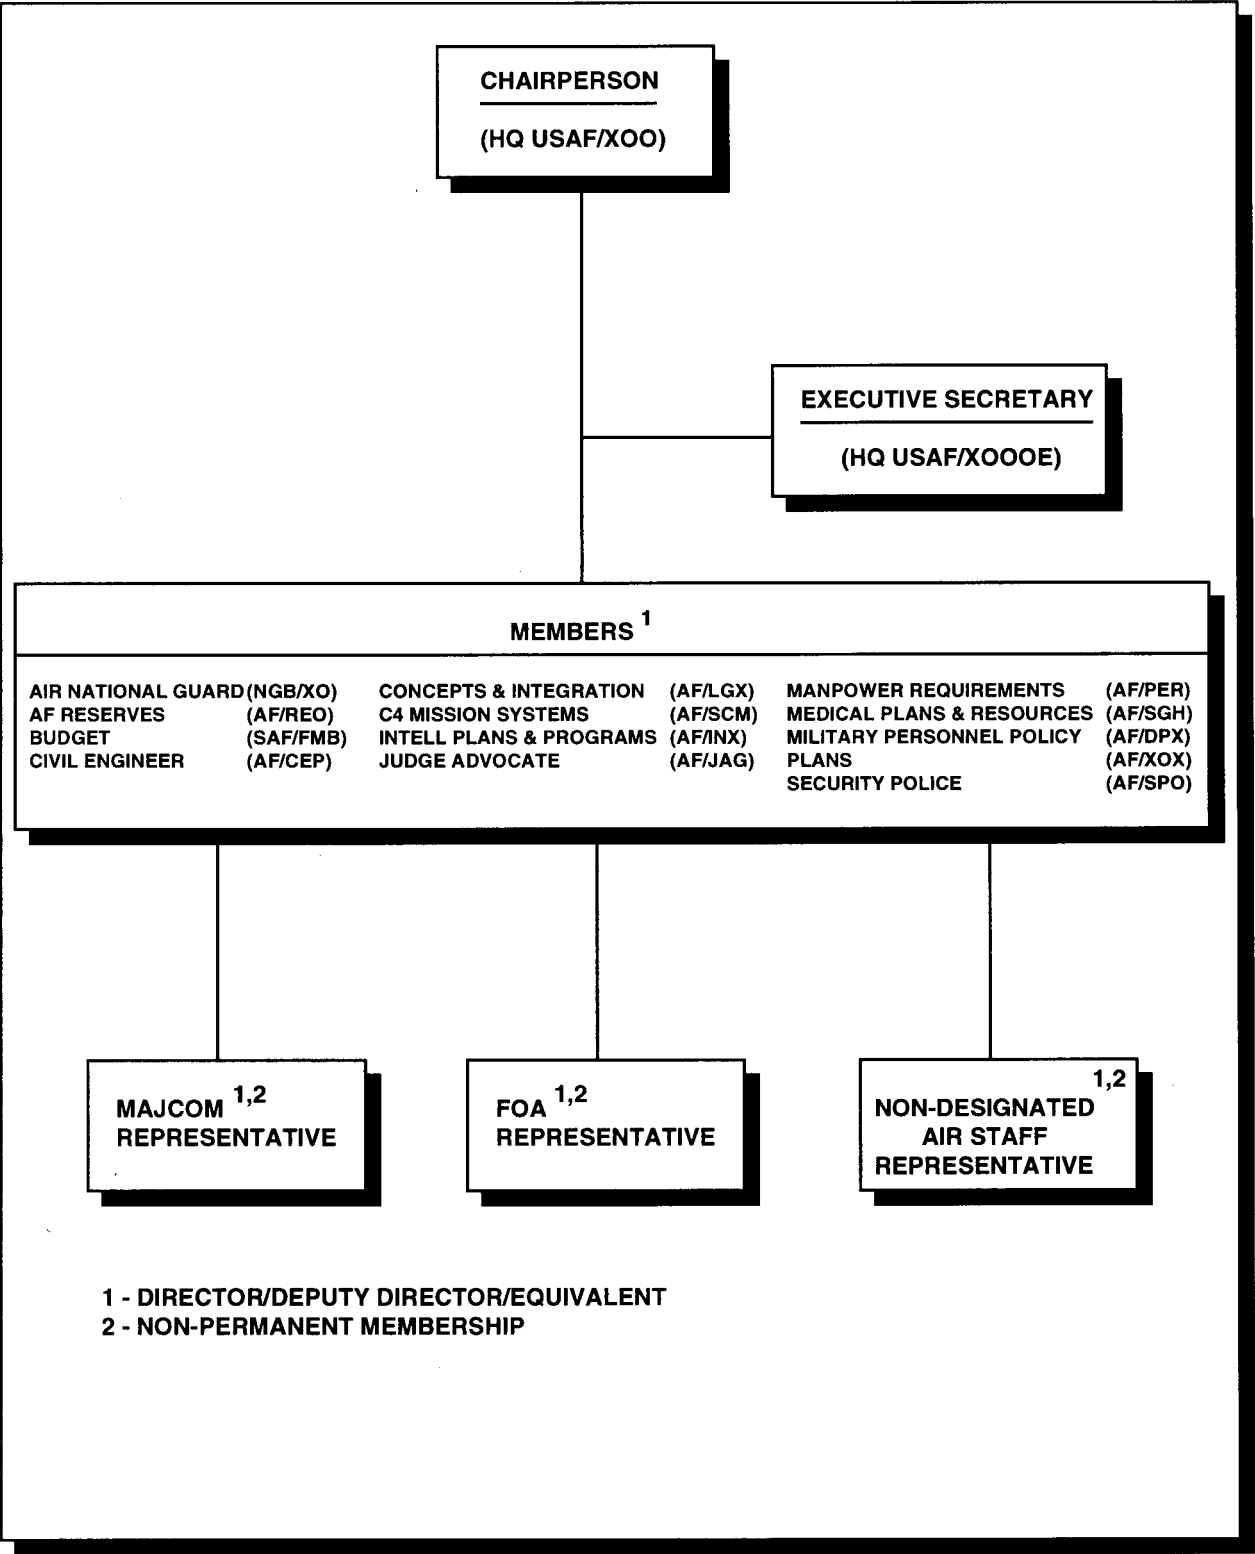 CHAIRPERSON
(HQ USAF/XOO)
EXECUTIVE SECRETARY
(HQ USAF/XOOOE)
MEMBERS 1
AIR NATIONAL GUARD (NGB/XO) CONCEPTS & INTEGRATION (AF/LGX) MANPOWER REQUIREMENTS (AF/PER)
AF RESERVES (AF/REO) C4 MISSION SYSTEMS (AF/SCM) MEDICAL PLANS & RESOURCES (AF/SGH)
BUDGET (SAF/FMB) INTELL PLANS & PROGRAMS (AF/INX) MILITARY PERSONNEL POLICY (AF/DPX)
CIVIL ENGINEER (AF/CEP) JUDGE ADVOCATE (AF/JAG) PLANS (AF/XOX)
SECURITY POLICE (AF/SPO)
MAJCOM 1,2
REPRESENTATIVE
FOA 1,2
REPRESENTATIVE
1,2
NON-DESIGNATED
AIR STAFF
REPRESENTATIVE
1 - DIRECTOR/DEPUTY DIRECTOR/EQUIVALENT
2 - NON-PERMANENT MEMBERSHIP